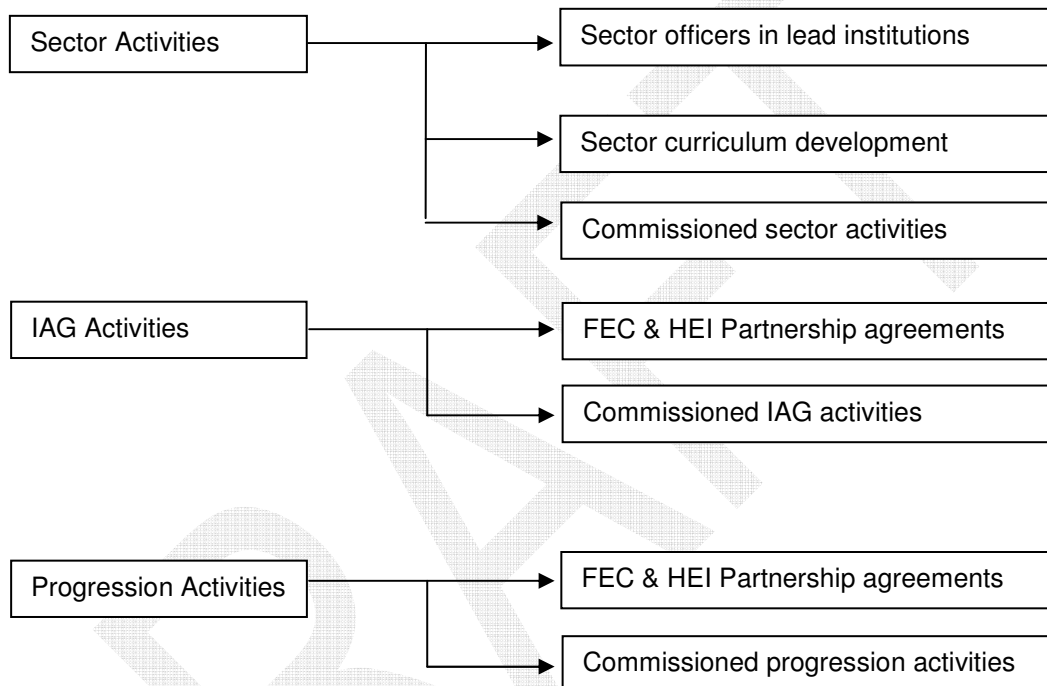 Sector Activities
Sector officers in lead institutions
Sector curriculum development
Commissioned sector activities
IAG Activities
FEC & HEI Partnership agreements
Commissioned IAG activities
Progression Activities
FEC & HEI Partnership agreements
Commissioned progression activities